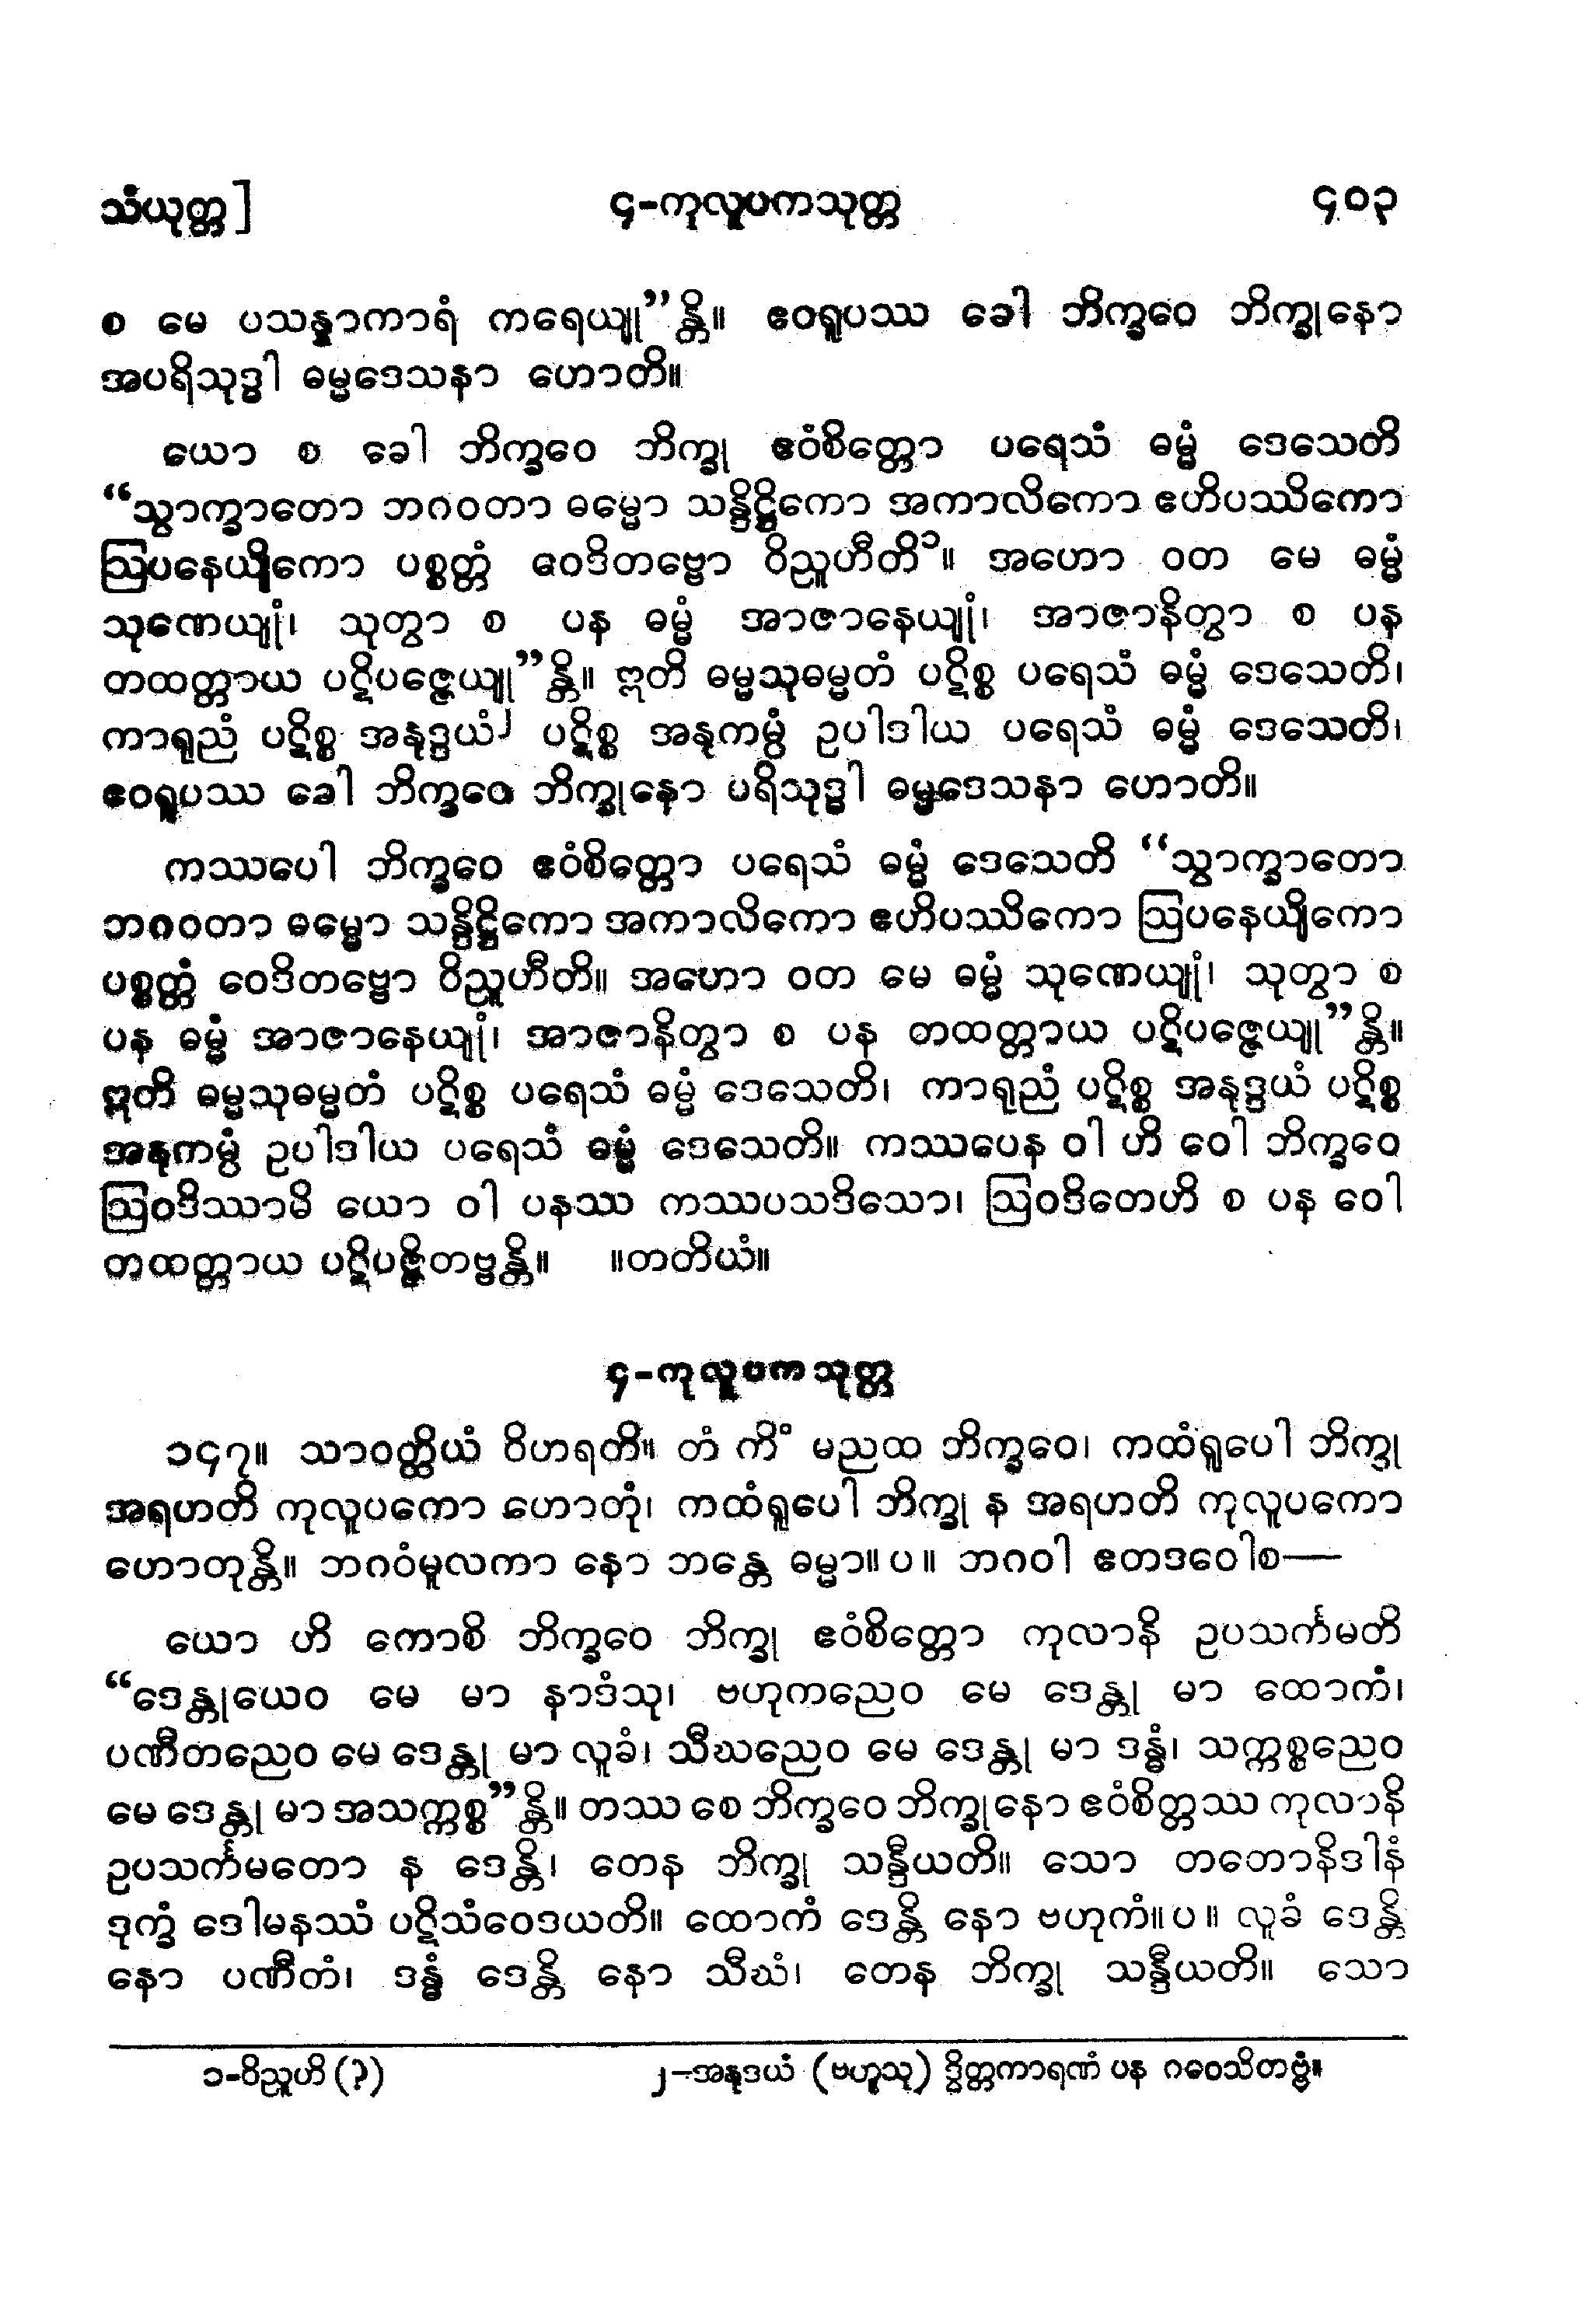 သံယုတ္တ] ၄-ကုလူပကသုတ္တ ၄၀၃
စ မေ ပသန္နာကာရံ ကရေယျု”န္တိ။ ဧဝရူပဿ ခေါ ဘိက္ခဝေ ဘိက္ခုနော
အပရိသုဒ္ဓါ ဓမ္မဒေသနာ ဟောတိ။
ယော စ ခေါ ဘိက္ခဝေ ဘိက္ခု ဧဝံစိတ္တော ပရေသံ ဓမ္မံ ဒေသေတိ
“သွာက္ခာတော ဘဂဝတာ ဓမ္မော သန္ဒိဋ္ဌိကော အကာလိကော ဧဟိပဿိကော
ဩပနေယျိကော ပစ္စတ္တံ ဝေဒိတဗ္ဗော ဝိညူဟီတိ၁။ အဟော ဝတ မေ ဓမ္မံ
သုဏေယျုံ၊ သုတွာ စ ပန ဓမ္မံ အာဇာနေယျုံ၊ အာဇာနိတွာ စ ပန
တထတ္တာယ ပဋိပဇ္ဇေယျု”န္တိ။ ဣတိ ဓမ္မသုဓမ္မတံ ပဋိစ္စ ပရေသံ ဓမ္မံ ဒေသေတိ၊
ကာရုညံ ပဋိစ္စ အနုဒ္ဒယံ၂ ပဋိစ္စ အနုကမ္ပံ ဥပါဒါယ ပရေသံ ဓမ္မံ ဒေသေတိ၊
ဧဝရူပဿ ခေါ ဘိက္ခဝေ ဘိက္ခုနော ပရိသုဒ္ဓါ ဓမ္မဒေသနာ ဟောတိ။
ကဿပေါ ဘိက္ခဝေ ဧဝံစိတ္တော ပရေသံ ဓမ္မံ ဒေသေတိ “သွာက္ခာတော
ဘဂဝတာ ဓမ္မော သန္ဒိဋ္ဌိကော အကာလိကော ဧဟိပဿိကော ဩပနေယျိကော
ပစ္စတ္တံ ဝေဒိတဗ္ဗော ဝိညူဟီတိ။ အဟော ဝတ မေ ဓမ္မံ သုဏေယျုံ၊ သုတွာ စ
ပန ဓမ္မံ အာဇာနေယျုံ၊ အာဇာနိတွာ စ ပန တထတ္တာယ ပဋိပဇ္ဇေယျု”န္တိ။
ဣတိ ဓမ္မသုဓမ္မတံ ပဋိစ္စ ပရေသံ ဓမ္မံ ဒေသေတိ၊ ကာရုညံ ပဋိစ္စ အနုဒ္ဒယံ ပဋိစ္စ
အနုကမ္ပံ ဥပါဒါယ ပရေသံ ဓမ္မံ ဒေသေတိ။ ကဿပေန ဝါ ဟိ ဝေါ ဘိက္ခဝေ
ဩဝဒိဿာမိ ယော ဝါ ပနဿ ကဿပသဒိသော၊ ဩဝဒိတေဟိ စ ပန ဝေါ
တထတ္တာယ ပဋိပဇ္ဇိတဗ္ဗန္တိ။ ။တတိယံ။
၄-ကုလူပကသုတ္တ
၁၄၇။ သာဝတ္ထိယံ ဝိဟရတိ။ တံ ကိံ မညထ ဘိက္ခဝေ၊ ကထံရူပေါ ဘိက္ခု
အရဟတိ ကုလူပကော ဟောတုံ၊ ကထံရူပေါ ဘိက္ခု န အရဟတိ ကုလူပကော
ဟောတုန္တိ။ ဘဂဝံမူလကာ နော ဘန္တေ ဓမ္မာ။ပ။ ဘဂဝါ ဧတဒဝေါစ—
ယော ဟိ ကောစိ ဘိက္ခဝေ ဘိက္ခု ဧဝံစိတ္တော ကုလာနိ ဥပသင်္ကမတိ
“ဒေန္တုယေဝ မေ မာ နာဒံသု၊ ဗဟုကညေဝ မေ ဒေန္တု မာ ထောကံ၊
ပဏီတညေဝ မေ ဒေန္တု မာ လူခံ၊ သီဃညေဝ မေ ဒေန္တု မာ ဒန္ဓံ၊ သက္ကစ္စညေဝ
မေ ဒေန္တု မာ အသက္ကစ္စ”န္တိ။ တဿ စေ ဘိက္ခဝေ ဘိက္ခုနော ဧဝံစိတ္တဿ ကုလာနိ
ဥပသင်္ကမတော န ဒေန္တိ၊ တေန ဘိက္ခု သန္ဒီယတိ။ သော တတောနိဒါနံ
ဒုက္ခံ ဒေါမနဿံ ပဋိသံဝေဒယတိ။ ထောကံ ဒေန္တိ နော ဗဟုကံ။ပ။ လူခံ ဒေန္တိ
နော ပဏီတံ၊ ဒန္ဓံ ဒေန္တိ နော သီဃံ၊ တေန ဘိက္ခု သန္ဒီယတိ။ သော
၁-ဝိညူဟိ (?) ၂-အနုဒယံ (ဗဟူသု) ဒွိတ္တကာရဏံ ပန ဂဝေသိတဗ္ဗံ။